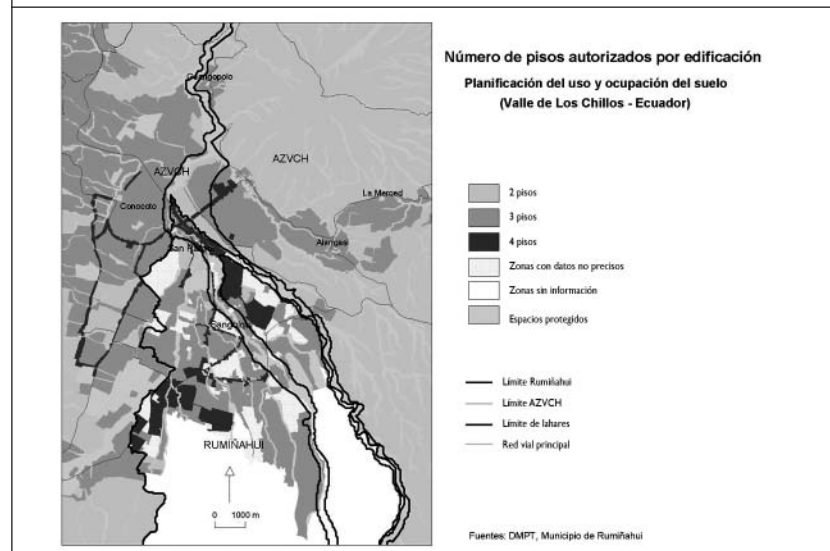 Número de pisos autorizados por edificación
Planificación del uso y ocupación del suelo
(Valle de Los Chillos - Ecuador)
Guangopolo
AZVCH
AZVCH
La Merced
Conocoto
Alangasi
San Rafael
Sangolqui
RUMIÑAHUI
0 1000 m
2 pisos
3 pisos
4 pisos
Zonas con datos no precisos
Zonas sin información
Espacios protegidos
Límite Rumiñahui
Límite AZVCH
Límite de lahares
Red vial principal
Fuentes: DMPT, Municipio de Rumiñahui